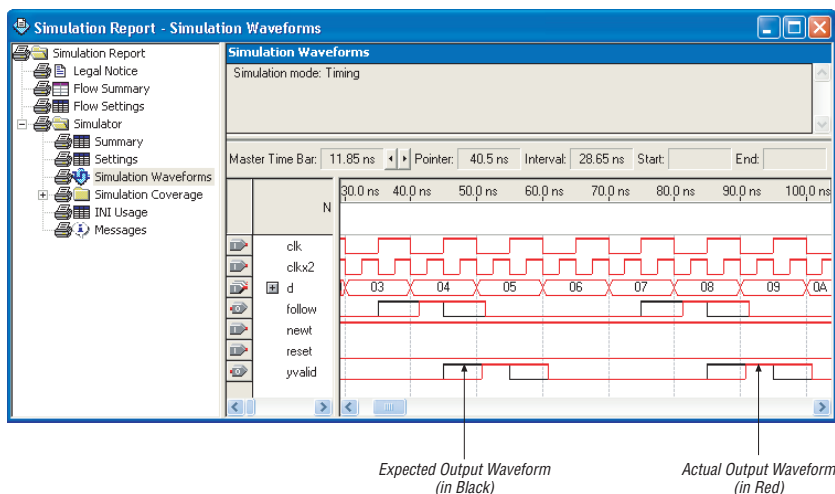 Simulation Report - Simulation Waveforms
Simulation Report
Legal Notice
Flow Summary
Flow Settings
Simulator
Summary
Settings
Simulation Waveforms
Simulation Coverage
INI Usage
Messages
Simulation Waveforms
Simulation mode: Timing
Master Time Bar: 11.85 ns Pointer: 40.5 ns Interval: 28.65 ns Start: End:
30.0 ns 40.0 ns 50.0 ns 60.0 ns 70.0 ns 80.0 ns 90.0 ns 100.0 ns
N
clk
clkx2
d 03 04 05 06 07 08 09 0A
follow
newt
reset
yvalid
Expected Output Waveform
(in Black)
Actual Output Waveform
(in Red)